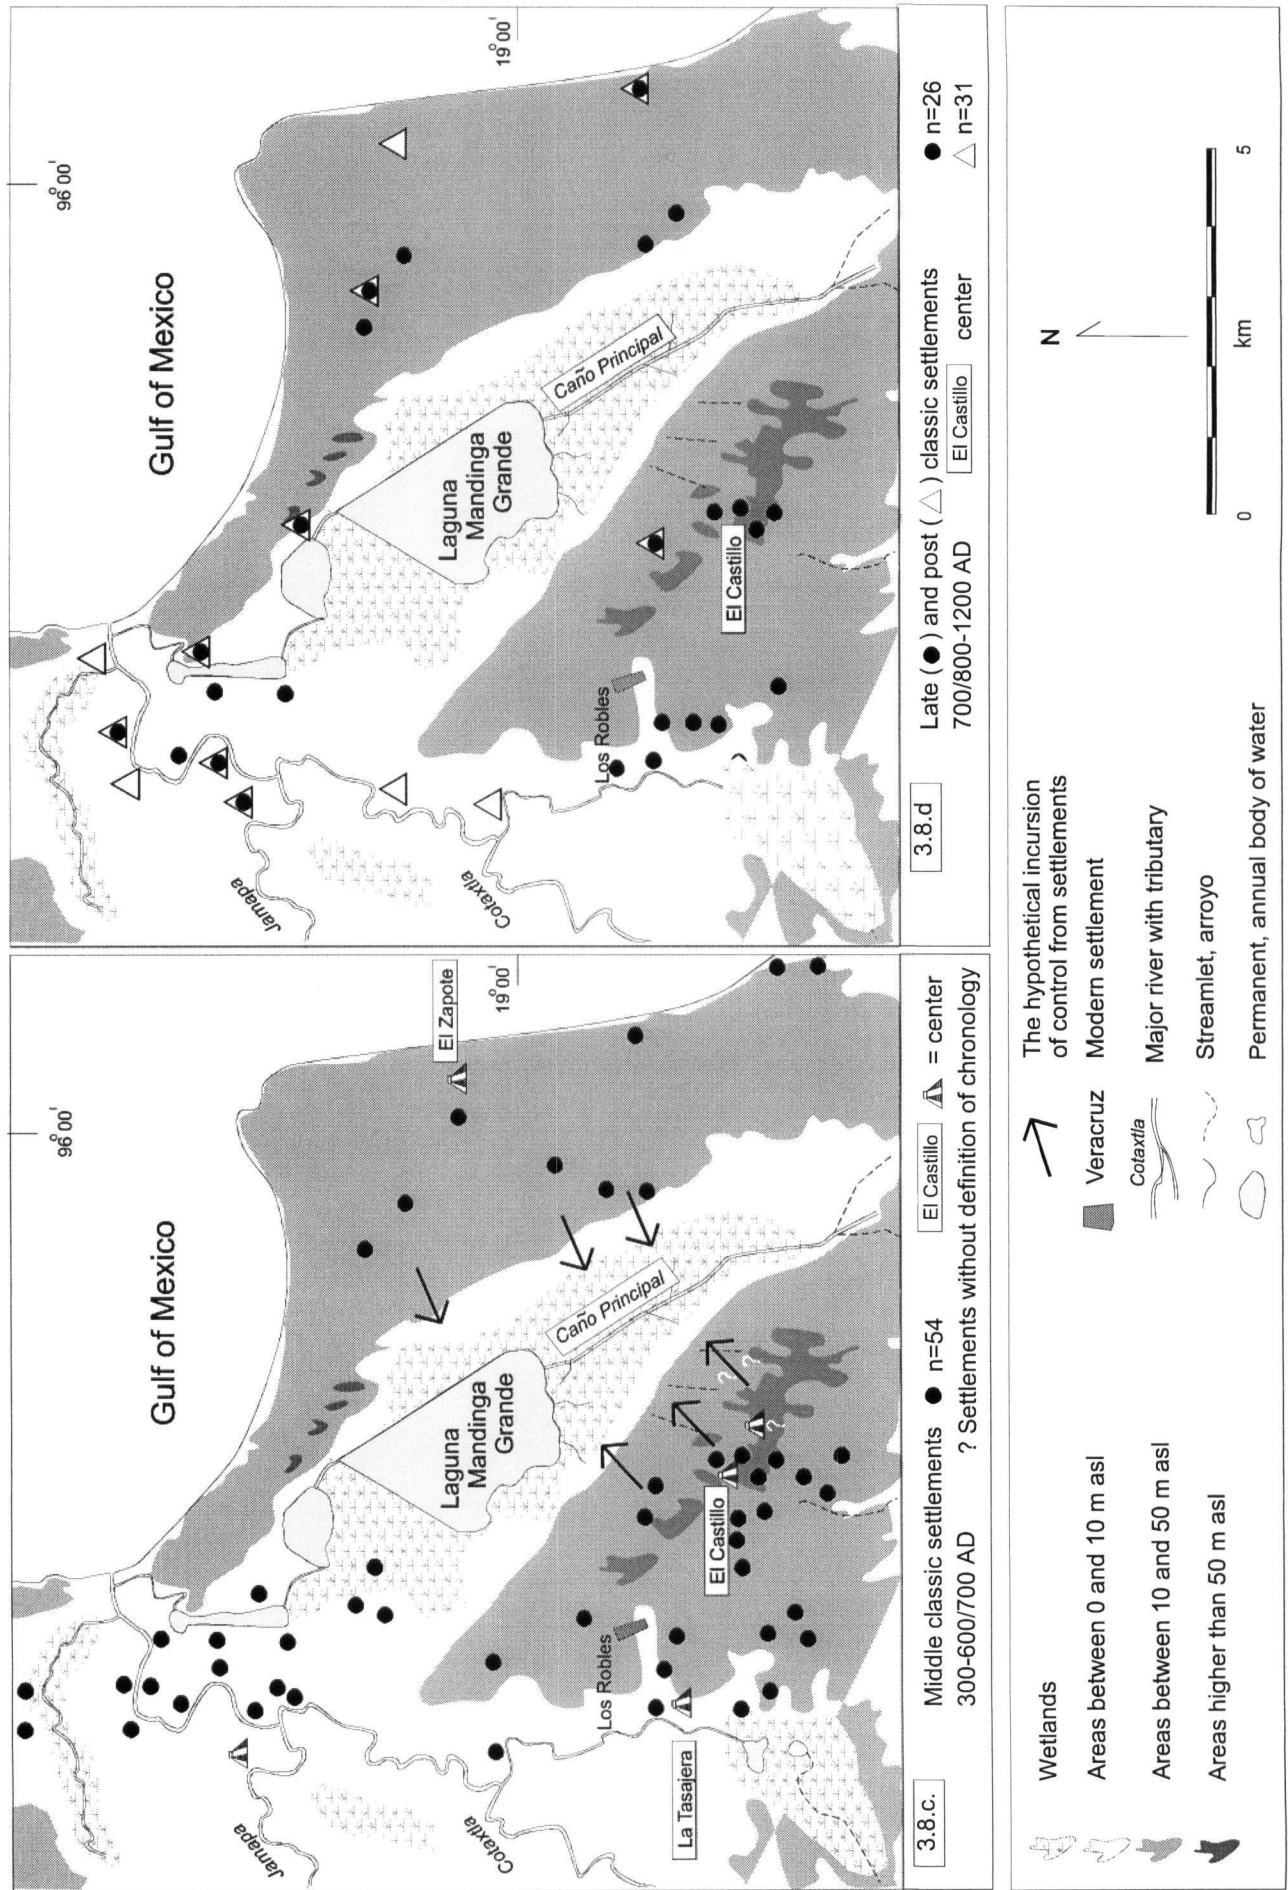 96°00'
Gulf of Mexico
El Zapote
19°00'
Laguna
Mandinga
Grande
Caño Principal
Jamapa
Cotaxtla
Los Robles
El Castillo
La Tasajera
? ?
?
3.8.c.
Middle classic settlements ● n=54
300-600/700 AD
El Castillo = center
? Settlements without definition of chronology
96°00'
Gulf of Mexico
19°00'
Laguna
Mandinga
Grande
Caño Principal
Jamapa
Cotaxtla
Los Robles
El Castillo
3.8.d
Late (●) and post (△) classic settlements
700/800-1200 AD
El Castillo center
● n=26
△ n=31
Wetlands
Areas between 0 and 10 m asl
Areas between 10 and 50 m asl
Areas higher than 50 m asl
The hypothetical incursion
of control from settlements
Veracruz Modern settlement
Cotaxtla
Major river with tributary
Streamlet, arroyo
Permanent, annual body of water
N
0 km 5